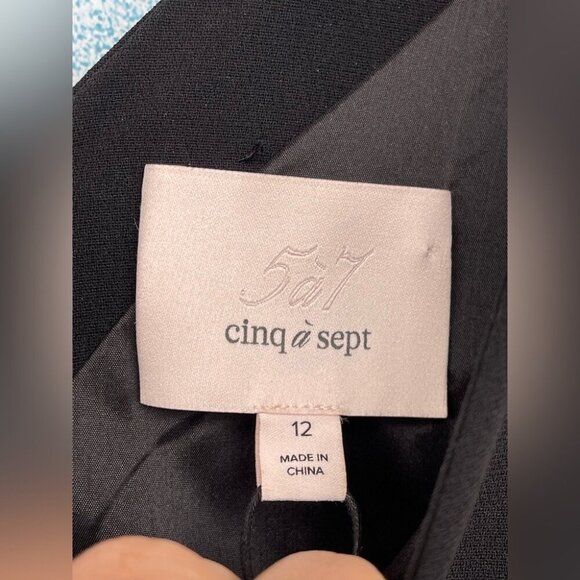 5à7
cinq à sept
12
MADE IN
CHINA